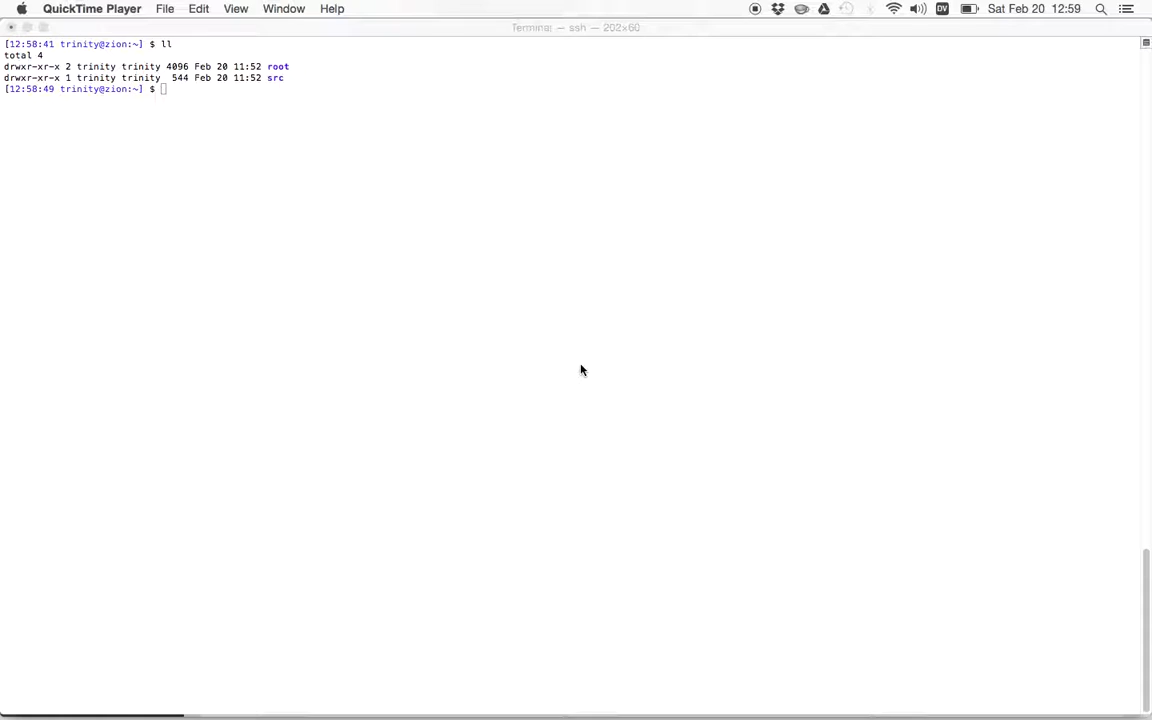 QuickTime Player File Edit View Window Help DV Sat Feb 20 12:59
Terminal — ssh — 202×60
[12:58:41 trinity@zion:~] $ ll
total 4
drwxr-xr-x 2 trinity trinity 4096 Feb 20 11:52 root
drwxr-xr-x 1 trinity trinity  544 Feb 20 11:52 src
[12:58:49 trinity@zion:~] $